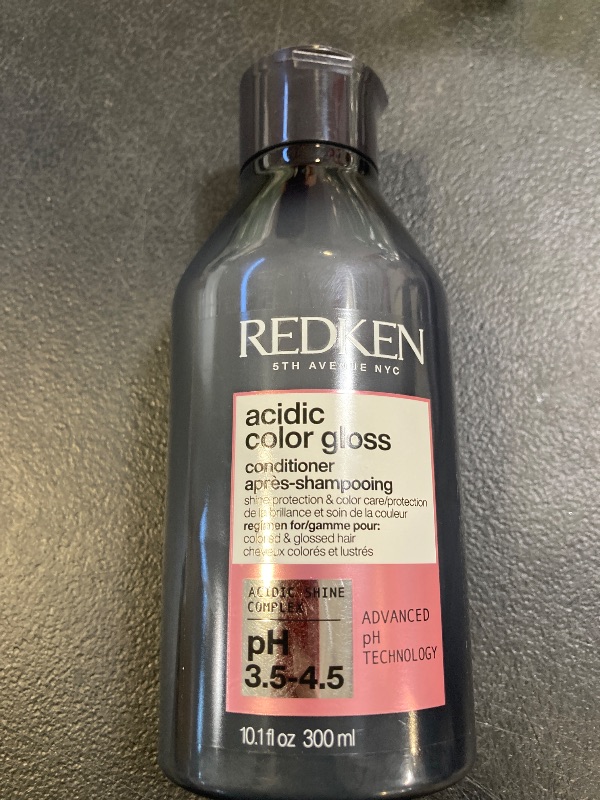 REDKEN
5TH AVENUE NYC
acidic
color gloss
conditioner
après-shampooing
shine protection & color care/protection
de la brillance et soin de la couleur
regimen for/gamme pour:
colored & glossed hair
cheveux colorés et lustrés
ACIDIC SHINE
COMPLEX
pH
3.5-4.5
ADVANCED
pH
TECHNOLOGY
10.1 fl oz 300 ml